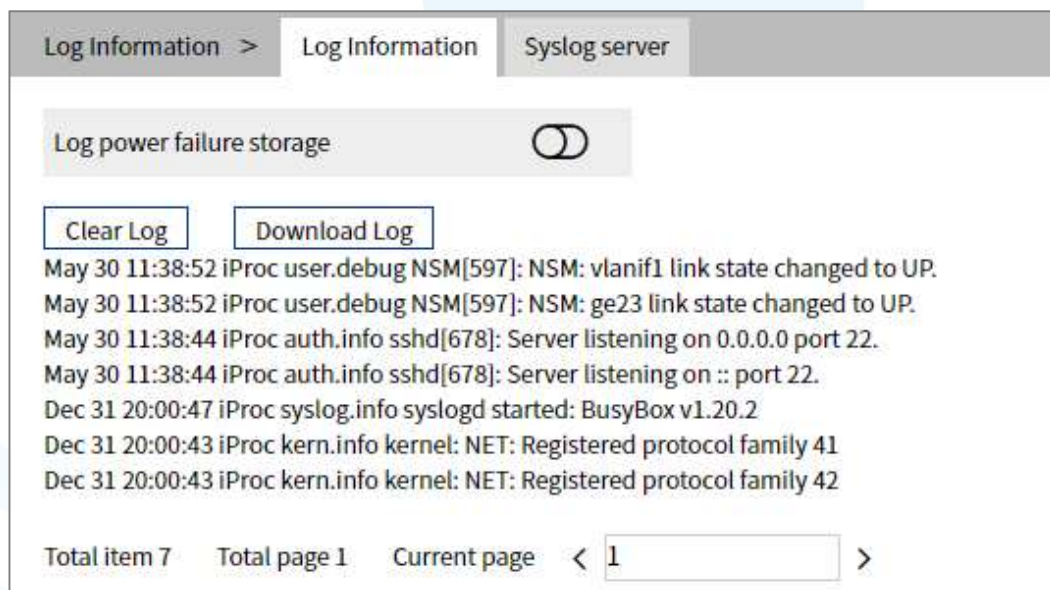 Log Information > Log Information Syslog server
Log power failure storage
Clear Log Download Log
May 30 11:38:52 iProc user.debug NSM[597]: NSM: vlanif1 link state changed to UP.
May 30 11:38:52 iProc user.debug NSM[597]: NSM: ge23 link state changed to UP.
May 30 11:38:44 iProc auth.info sshd[678]: Server listening on 0.0.0.0 port 22.
May 30 11:38:44 iProc auth.info sshd[678]: Server listening on :: port 22.
Dec 31 20:00:47 iProc syslog.info syslogd started: BusyBox v1.20.2
Dec 31 20:00:43 iProc kern.info kernel: NET: Registered protocol family 41
Dec 31 20:00:43 iProc kern.info kernel: NET: Registered protocol family 42
Total item 7 Total page 1 Current page < 1 >